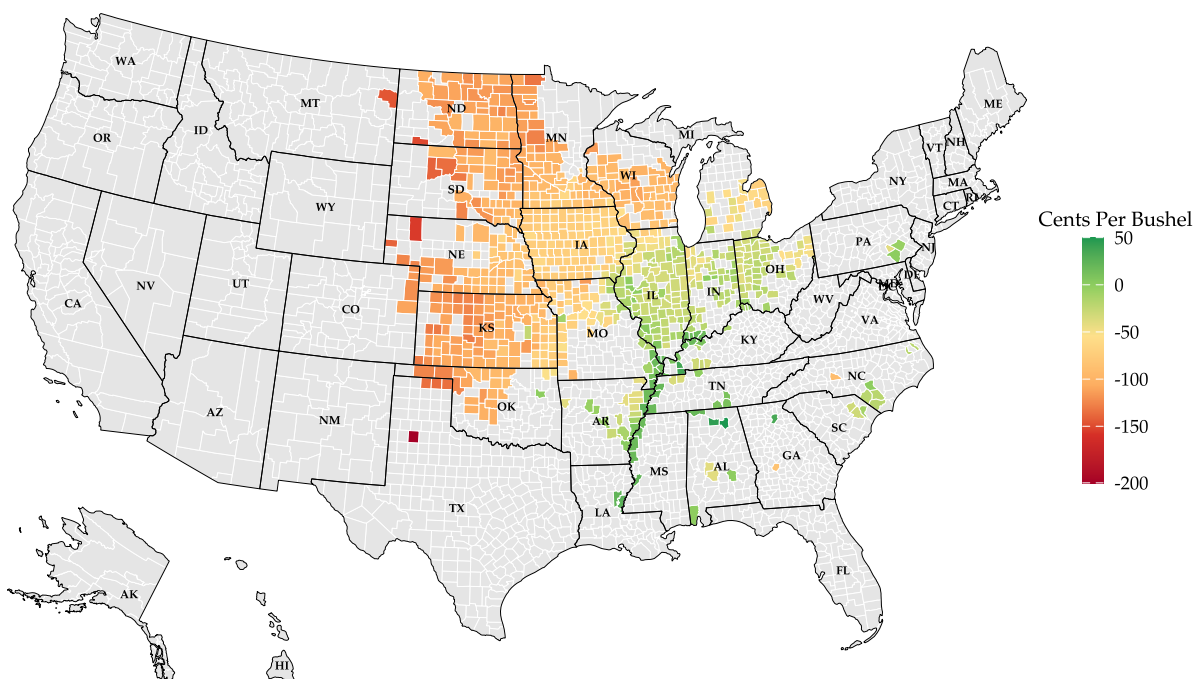 WA
MT
ND
MN
OR
ID
WY
SD
WI
MI
ME
VT
NH
NY
MA
CT
RI
NV
UT
CO
NE
IA
IL
IN
OH
PA
NJ
DE
MD
WV
VA
CA
KS
MO
KY
AZ
NM
OK
AR
TN
NC
SC
MS
AL
GA
TX
LA
FL
AK
HI
Cents Per Bushel
50
0
-50
-100
-150
-200